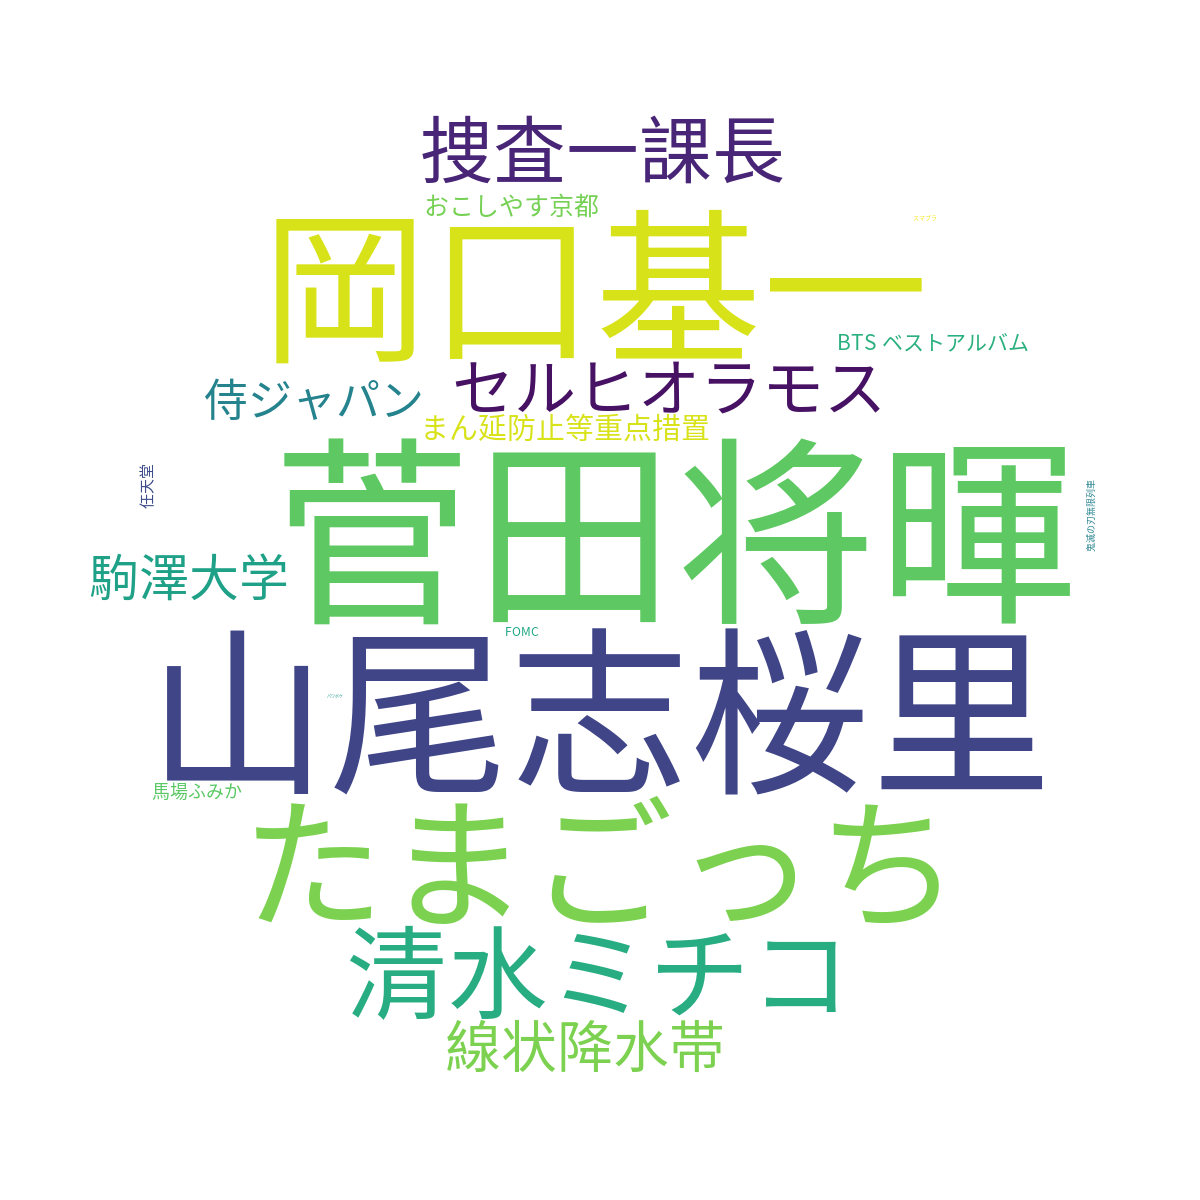 捜査一課長
おこしやす京都
スマブラ
岡口基一
BTS ベストアルバム
セルヒオラモス
侍ジャパン
まん延防止等重点措置
菅田将暉
任天堂
鬼滅の刃無限列車
駒澤大学
FOMC
山尾志桜里
馬場ふみか
たまごっち
清水ミチコ
線状降水帯